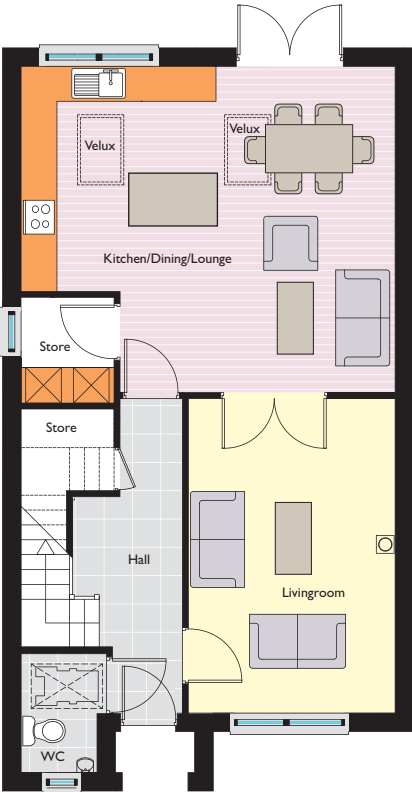 Velux
Velux
Kitchen/Dining/Lounge
Store
Store
Hall
Livingroom
WC